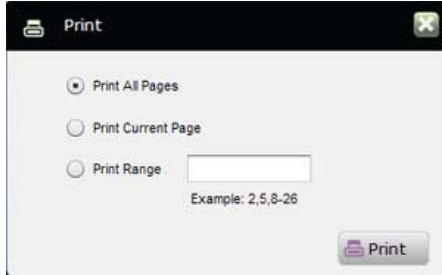 Print
Print All Pages
Print Current Page
Print Range
Example: 2,5,8-26
Print